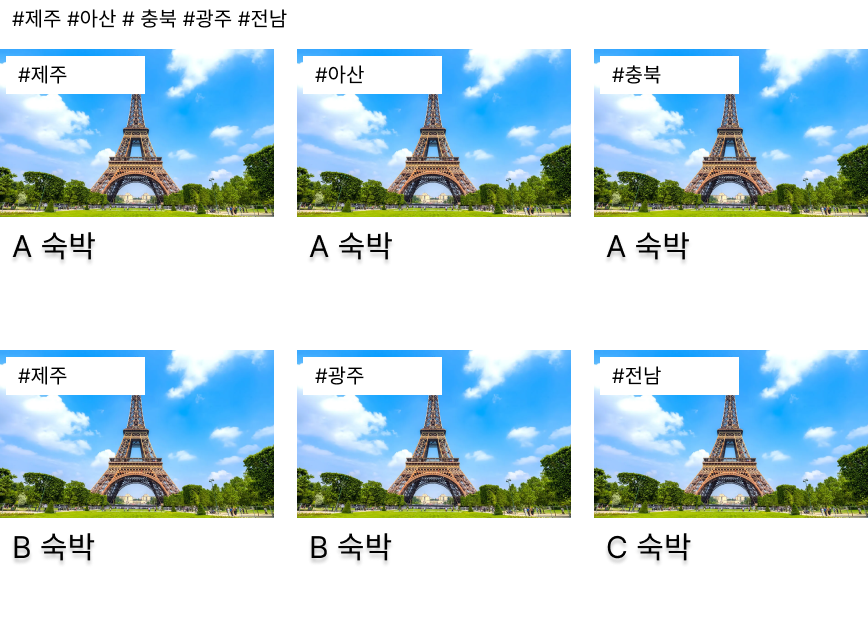 #제주 #아산 # 충북 #광주 #전남
#제주
#아산
#충북
A 숙박
A 숙박
A 숙박
#제주
#광주
#전남
B 숙박
B 숙박
C 숙박